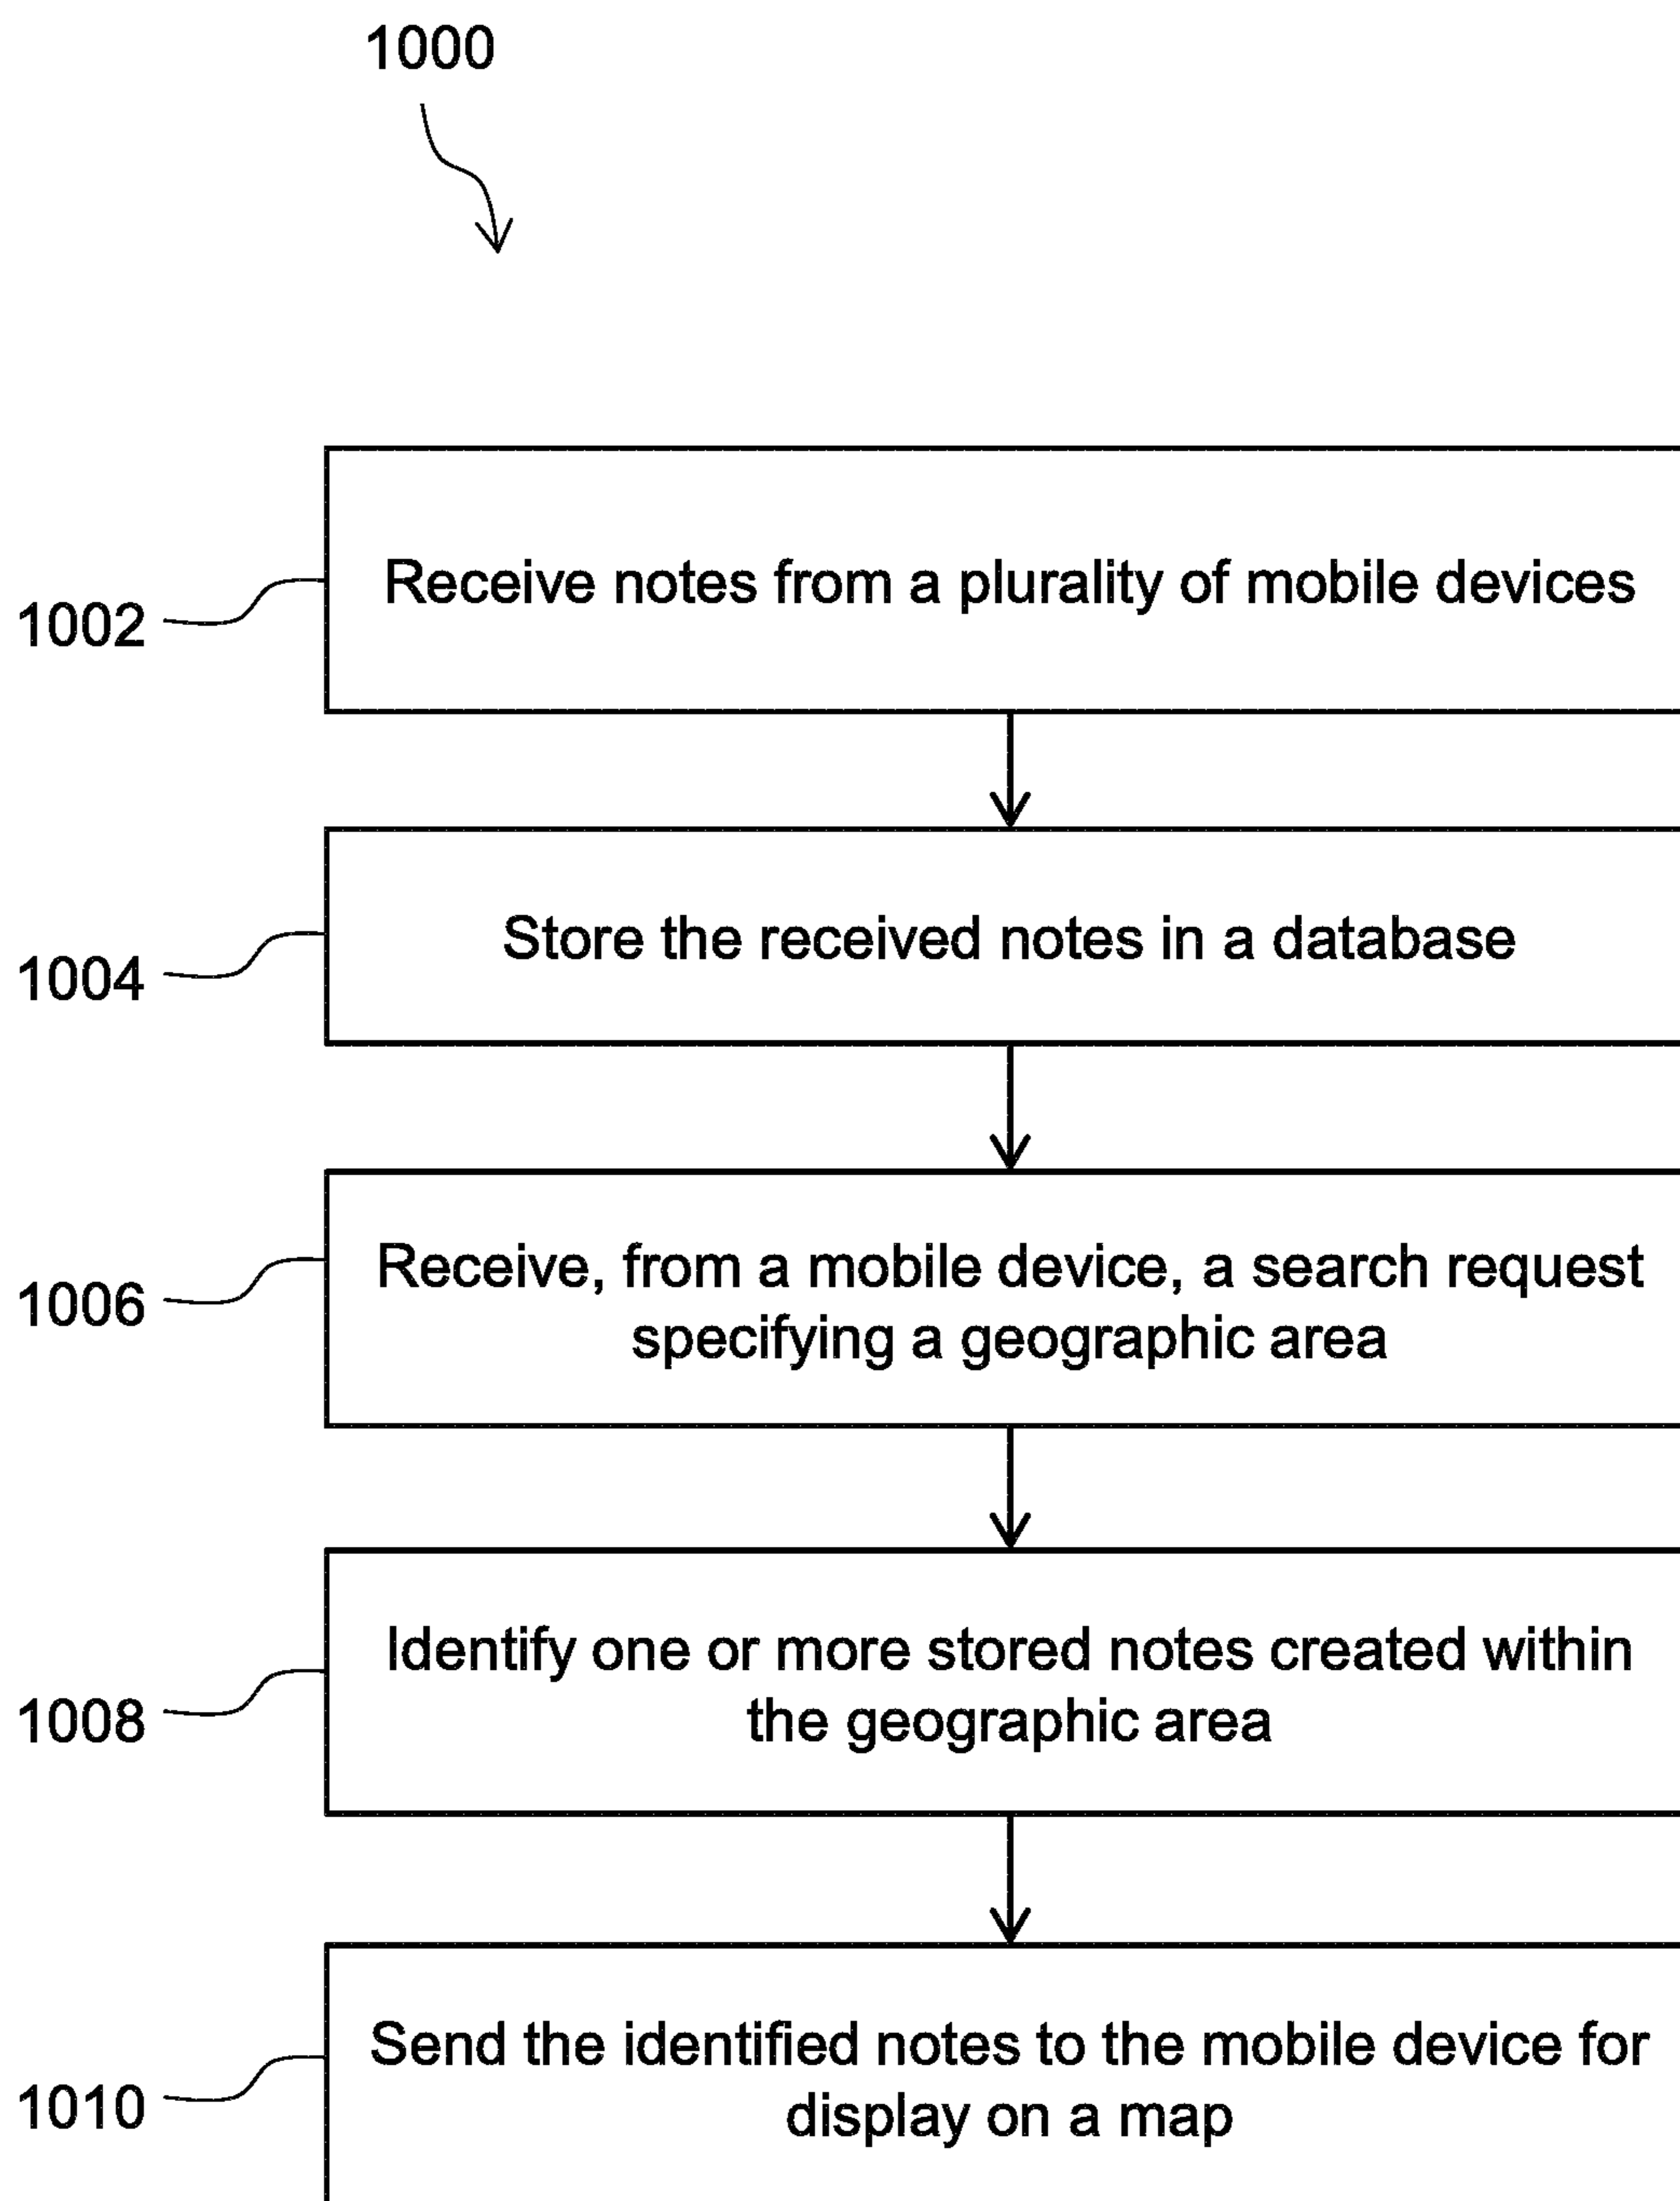 1000
1002
Receive notes from a plurality of mobile devices
1004
Store the received notes in a database
1006
Receive, from a mobile device, a search request
specifying a geographic area
1008
Identify one or more stored notes created within
the geographic area
1010
Send the identified notes to the mobile device for
display on a map